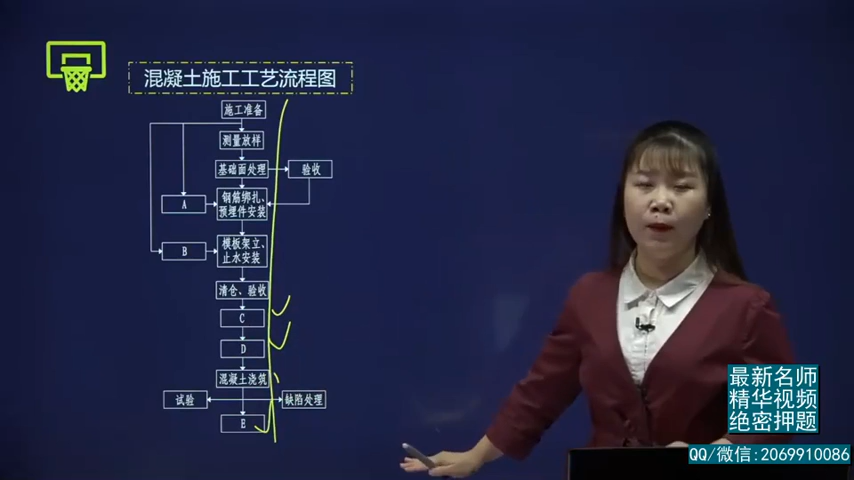 混凝土施工工艺流程图
施工准备
测量放样
基础面处理
验收
A
钢筋绑扎、
预埋件安装
B
模板架立、
止水安装
清仓、验收
C
D
混凝土浇筑
试验
缺陷处理
E
最新名师
精华视频
绝密押题
QQ/微信:2069910086